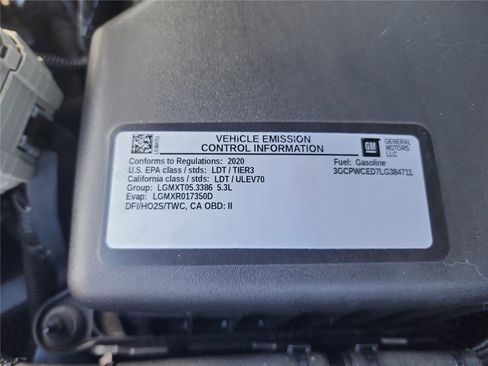 VEHICLE EMISSION
CONTROL INFORMATION
GM
GENERAL
MOTORS
LLC
Conforms to Regulations: 2020
U.S. EPA class / stds: LDT / TIER3
California class / stds: LDT / ULEV70
Group: LGMXT05.3386 5.3L
Evap: LGMXR017350D
DFI/HO2S/TWC, CA OBD: II
Fuel: Gasoline
3GCPWCED7LG384711